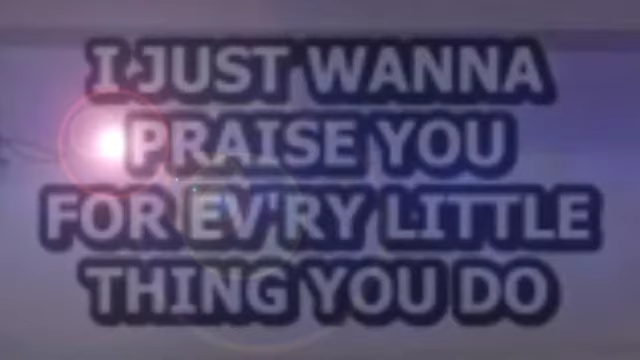 I JUST WANNA
PRAISE YOU
FOR EV'RY LITTLE
THING YOU DO